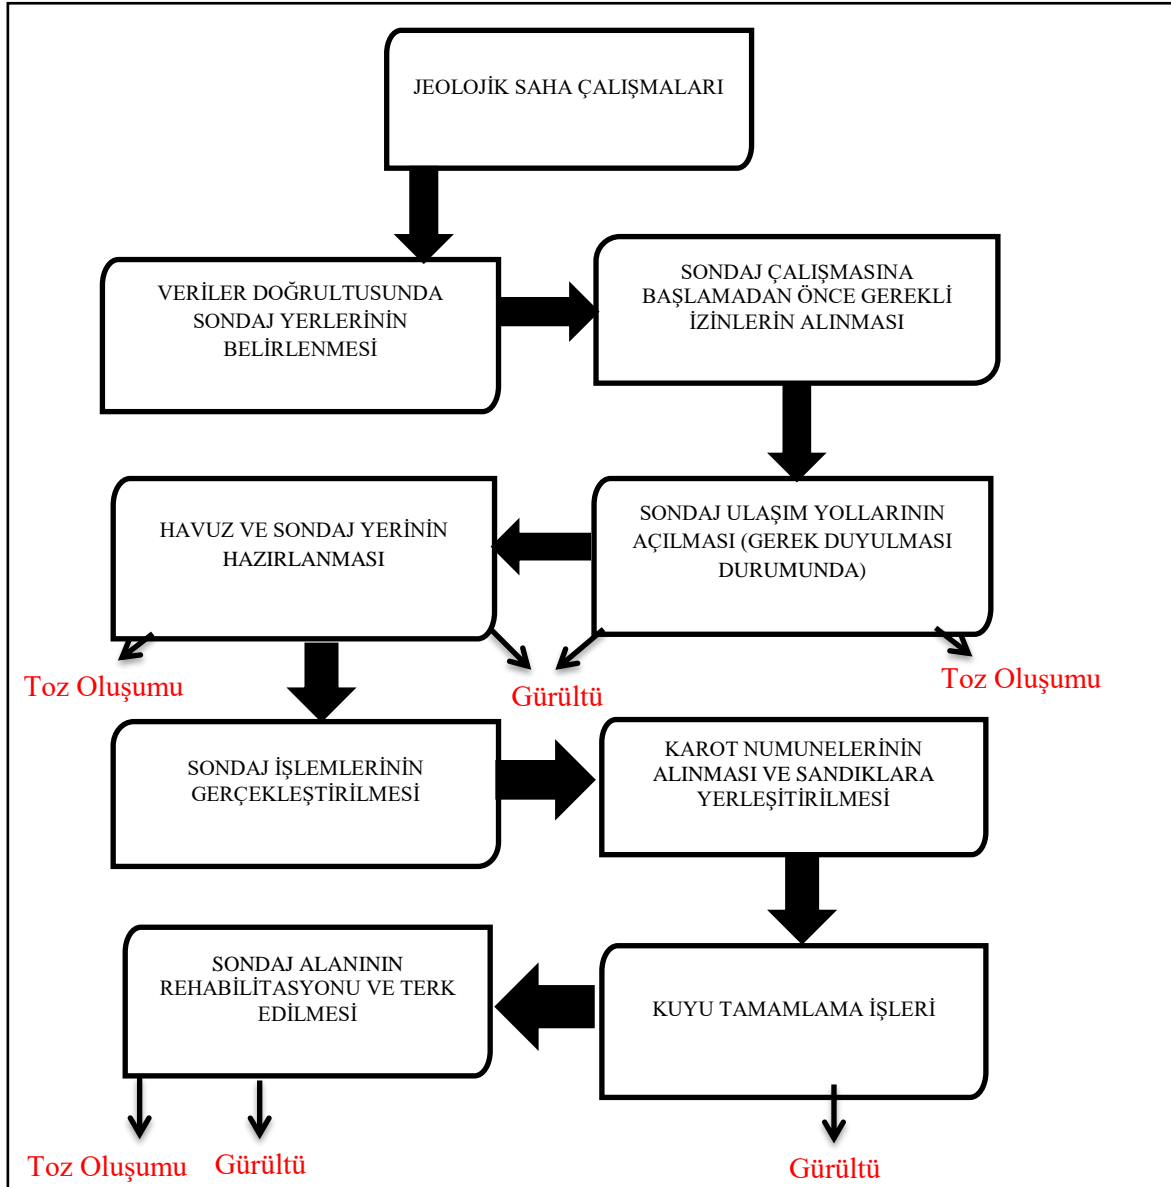 JEOLOJİK SAHA ÇALIŞMALARI
VERİLER DOĞRULTUSUNDA
SONDAJ YERLERİNİN
BELİRLENMESİ
SONDAJ ÇALIŞMASINA
BAŞLAMADAN ÖNCE GEREKLİ
İZİNLERİN ALINMASI
HAVUZ VE SONDAJ YERİNİN
HAZIRLANMASI
SONDAJ ULAŞIM YOLLARININ
AÇILMASI (GEREK DUYULMASI
DURUMUNDA)
Toz Oluşumu
Gürültü
Toz Oluşumu
SONDAJ İŞLEMLERİNİN
GERÇEKLEŞTİRİLMESİ
KAROT NUMUNELERİNİN
ALINMASI VE SANDIKLARA
YERLEŞİTİRİLMESİ
SONDAJ ALANININ
REHABİLİTASYONU VE TERK
EDİLMESİ
KUYU TAMAMLAMA İŞLERİ
Toz Oluşumu
Gürültü
Gürültü